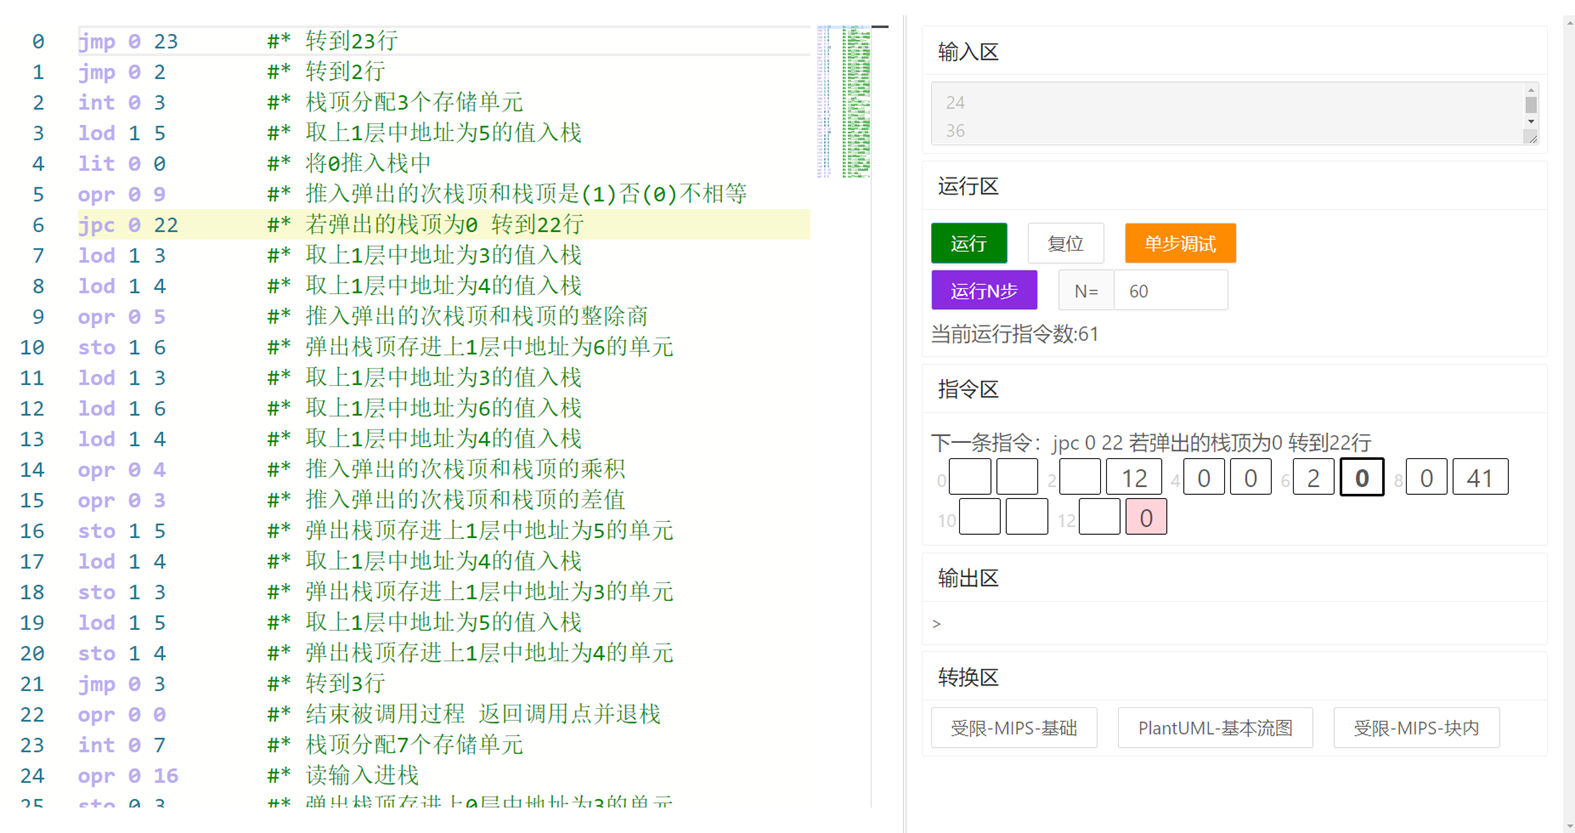 0 jmp 0 23 #* 转到23行
1 jmp 0 2 #* 转到2行
2 int 0 3 #* 栈顶分配3个存储单元
3 lod 1 5 #* 取上1层中地址为5的值入栈
4 lit 0 0 #* 将0推入栈中
5 opr 0 9 #* 推入弹出的次栈顶和栈顶是(1)否(0)不相等
6 jpc 0 22 #* 若弹出的栈顶为0 转到22行
7 lod 1 3 #* 取上1层中地址为3的值入栈
8 lod 1 4 #* 取上1层中地址为4的值入栈
9 opr 0 5 #* 推入弹出的次栈顶和栈顶的整除商
10 sto 1 6 #* 弹出栈顶存进上1层中地址为6的单元
11 lod 1 3 #* 取上1层中地址为3的值入栈
12 lod 1 6 #* 取上1层中地址为6的值入栈
13 lod 1 4 #* 取上1层中地址为4的值入栈
14 opr 0 4 #* 推入弹出的次栈顶和栈顶的乘积
15 opr 0 3 #* 推入弹出的次栈顶和栈顶的差值
16 sto 1 5 #* 弹出栈顶存进上1层中地址为5的单元
17 lod 1 4 #* 取上1层中地址为4的值入栈
18 sto 1 3 #* 弹出栈顶存进上1层中地址为3的单元
19 lod 1 5 #* 取上1层中地址为5的值入栈
20 sto 1 4 #* 弹出栈顶存进上1层中地址为4的单元
21 jmp 0 3 #* 转到3行
22 opr 0 0 #* 结束被调用过程 返回调用点并退栈
23 int 0 7 #* 栈顶分配7个存储单元
24 opr 0 16 #* 读输入进栈
25 sto 0 3 #* 弹出栈顶存进上0层中地址为3的单元
输入区
24
36
运行区
运行 复位 单步调试
运行N步 N= 60
当前运行指令数:61
指令区
下一条指令: jpc 0 22 若弹出的栈顶为0 转到22行
0 2 12 4 0 0 6 2 0 8 0 41
10 12 0
输出区
>
转换区
受限-MIPS-基础 PlantUML-基本流图 受限-MIPS-块内